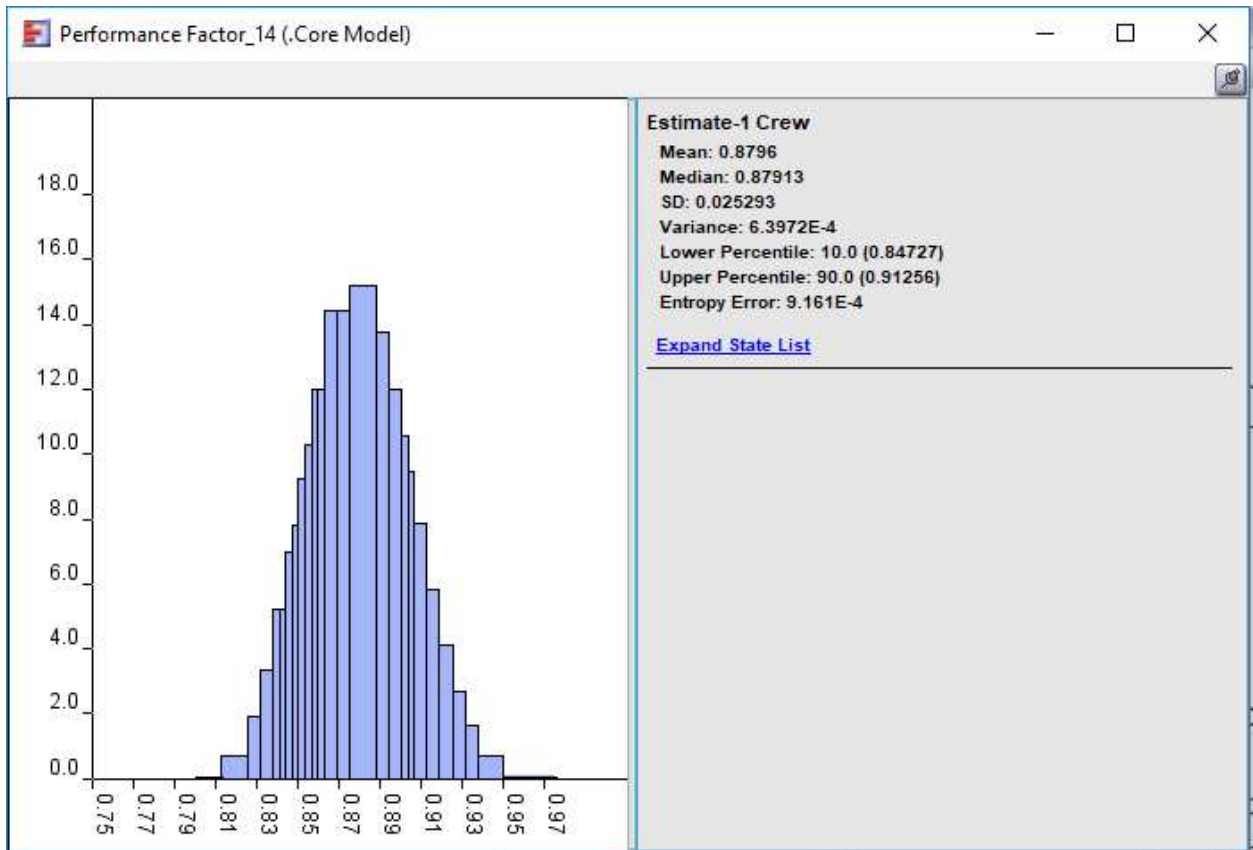 Performance Factor_14 (.Core Model)
18.0
16.0
14.0
12.0
10.0
8.0
6.0
4.0
2.0
0.0
0.75
0.77
0.79
0.81
0.83
0.85
0.87
0.89
0.91
0.93
0.95
0.97
Estimate-1 Crew
Mean: 0.8796
Median: 0.87913
SD: 0.025293
Variance: 6.3972E-4
Lower Percentile: 10.0 (0.84727)
Upper Percentile: 90.0 (0.91256)
Entropy Error: 9.161E-4
Expand State List